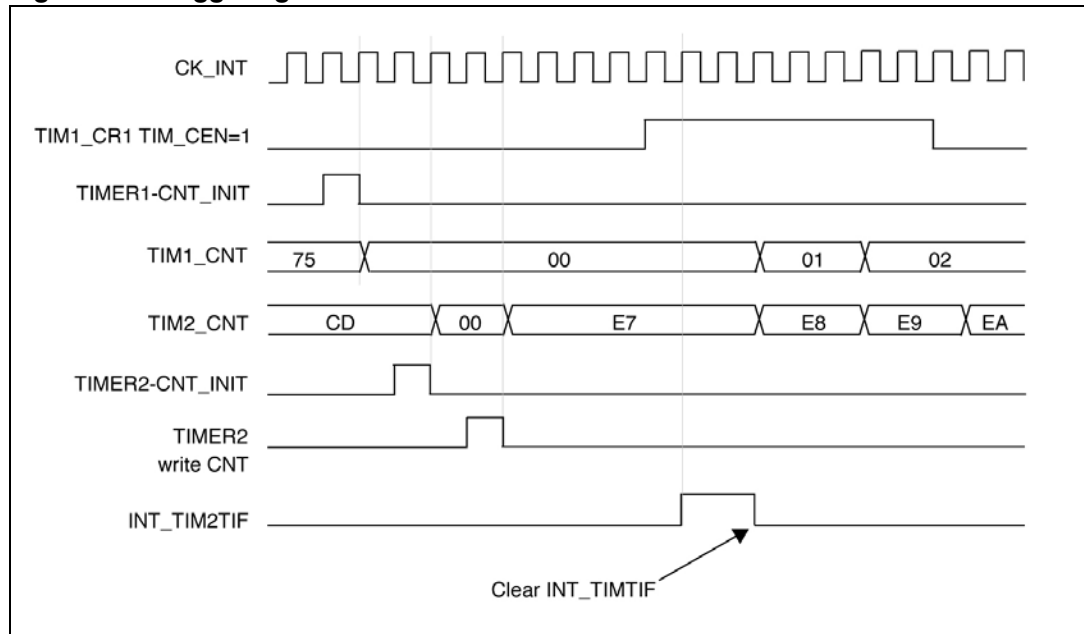 CK_INT
TIM1_CR1 TIM_CEN=1
TIMER1-CNT_INIT
TIM1_CNT
75 00 01 02
TIM2_CNT
CD 00 E7 E8 E9 EA
TIMER2-CNT_INIT
TIMER2
write CNT
INT_TIM2TIF
Clear INT_TIMTIF